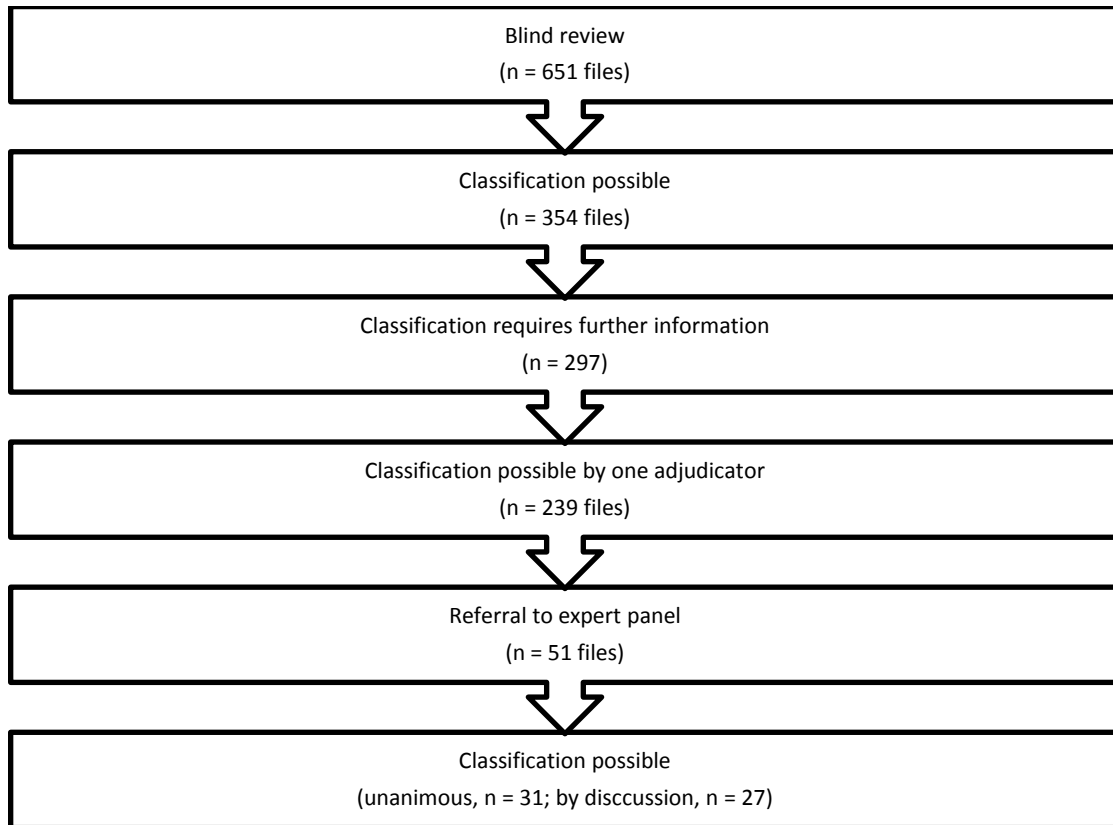 Blind review
(n = 651 files)
Classification possible
(n = 354 files)
Classification requires further information
(n = 297)
Classification possible by one adjudicator
(n = 239 files)
Referral to expert panel
(n = 51 files)
Classification possible
(unanimous, n = 31; by disccussion, n = 27)